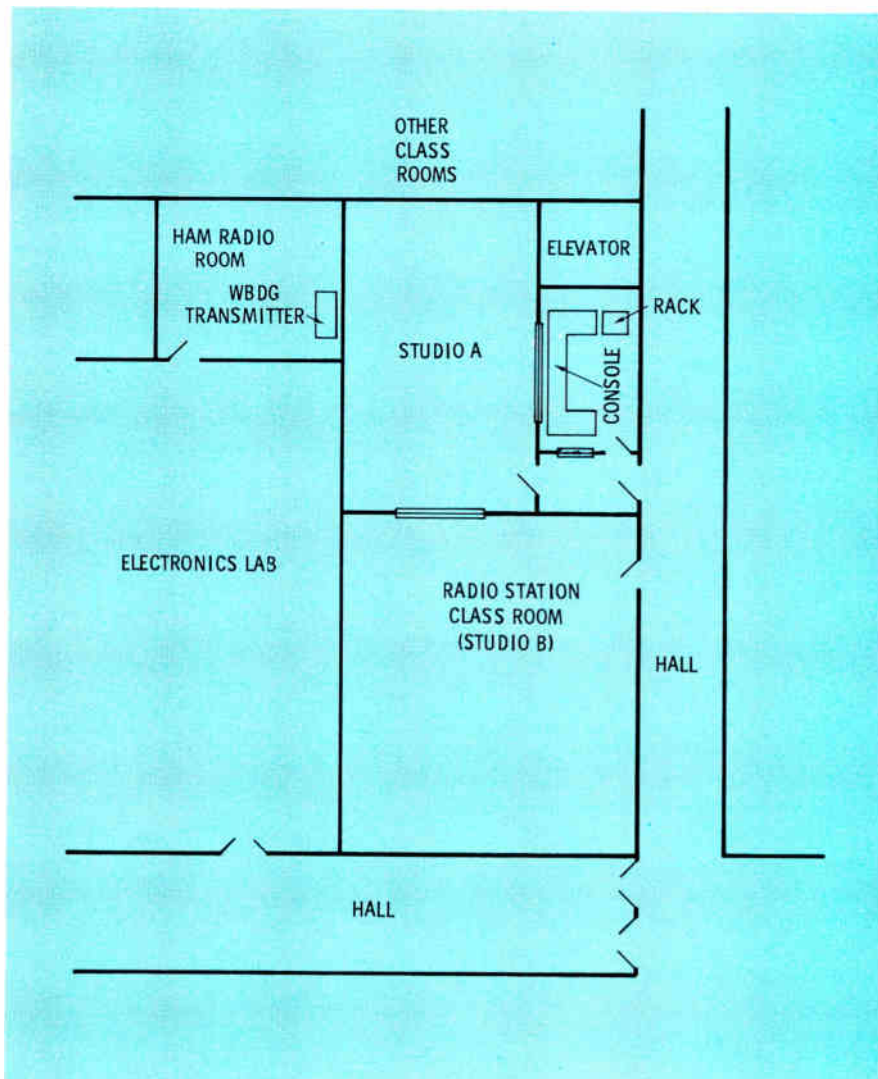 OTHER
CLASS
ROOMS
HAM RADIO
ROOM
WBDG
TRANSMITTER
ELEVATOR
RACK
STUDIO A
CONSOLE
ELECTRONICS LAB
RADIO STATION
CLASS ROOM
(STUDIO B)
HALL
HALL